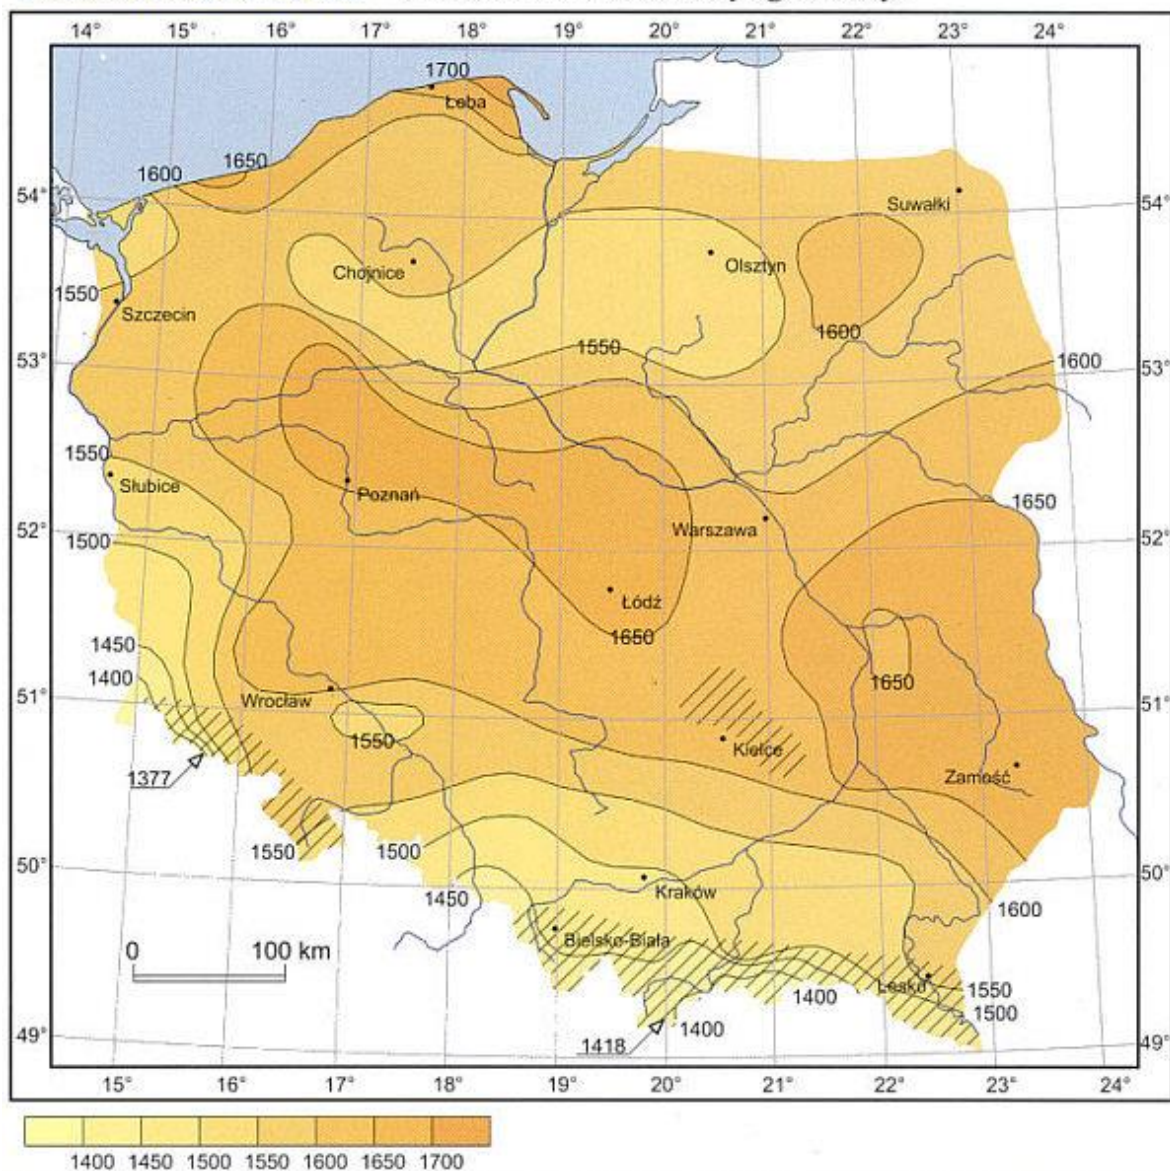 14° 15° 16° 17° 18° 19° 20° 21° 22° 23° 24°
1700
Łeba
1650
1600
54°
54°
Suwałki
Chojnice
Olsztyn
1550
Szczecin
1600
1550
53°
1600
53°
1550
Słubice
Poznań
1650
Warszawa
52°
52°
1500
Łódź
1650
1450
1400
1650
51°
Wrocław
51°
1550
Kielce
1377
Zamość
1550
1500
50°
50°
Kraków
1450
1600
Bielsko-Biała
0 100 km
Lesko
1550
1400
1500
1400
49°
1418
49°
15° 16° 17° 18° 19° 20° 21° 22° 23° 24°
1400 1450 1500 1550 1600 1650 1700